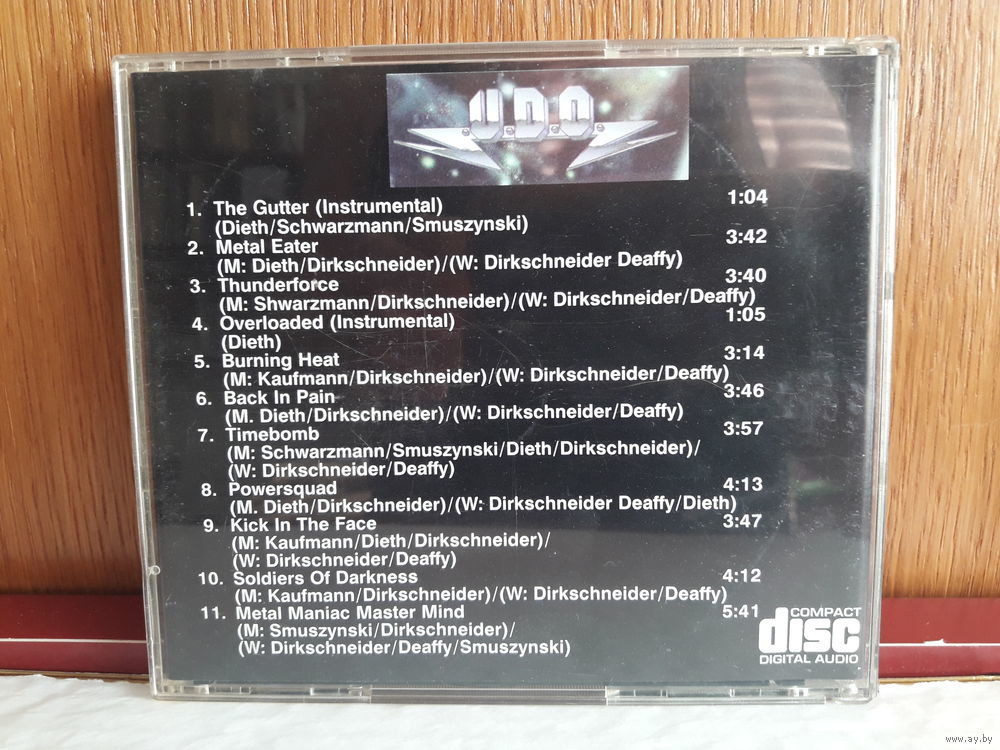 U.D.O.
1. The Gutter (Instrumental) 1:04
(Dieth/Schwarzmann/Smuszynski)
2. Metal Eater 3:42
(M: Dieth/Dirkschneider)/(W: Dirkschneider Deaffy)
3. Thunderforce 3:40
(M: Shwarzmann/Dirkschneider)/(W: Dirkschneider/Deaffy)
4. Overloaded (Instrumental) 1:05
(Dieth)
5. Burning Heat 3:14
(M: Kaufmann/Dirkschneider)/(W: Dirkschneider/Deaffy)
6. Back In Pain 3:46
(M. Dieth/Dirkschneider)/(W: Dirkschneider/Deaffy)
7. Timebomb 3:57
(M: Schwarzmann/Smuszynski/Dieth/Dirkschneider)/
(W: Dirkschneider/Deaffy)
8. Powersquad 4:13
(M. Dieth/Dirkschneider)/(W: Dirkschneider Deaffy/Dieth)
9. Kick In The Face 3:47
(M: Kaufmann/Dieth/Dirkschneider)/
(W: Dirkschneider/Deaffy)
10. Soldiers Of Darkness 4:12
(M: Kaufmann/Dirkschneider)/(W: Dirkschneider/Deaffy)
11. Metal Maniac Master Mind 5:41
(M: Smuszynski/Dirkschneider)/
(W: Dirkschneider/Deaffy/Smuszynski)
COMPACT
disc
DIGITAL AUDIO
www.ay.by